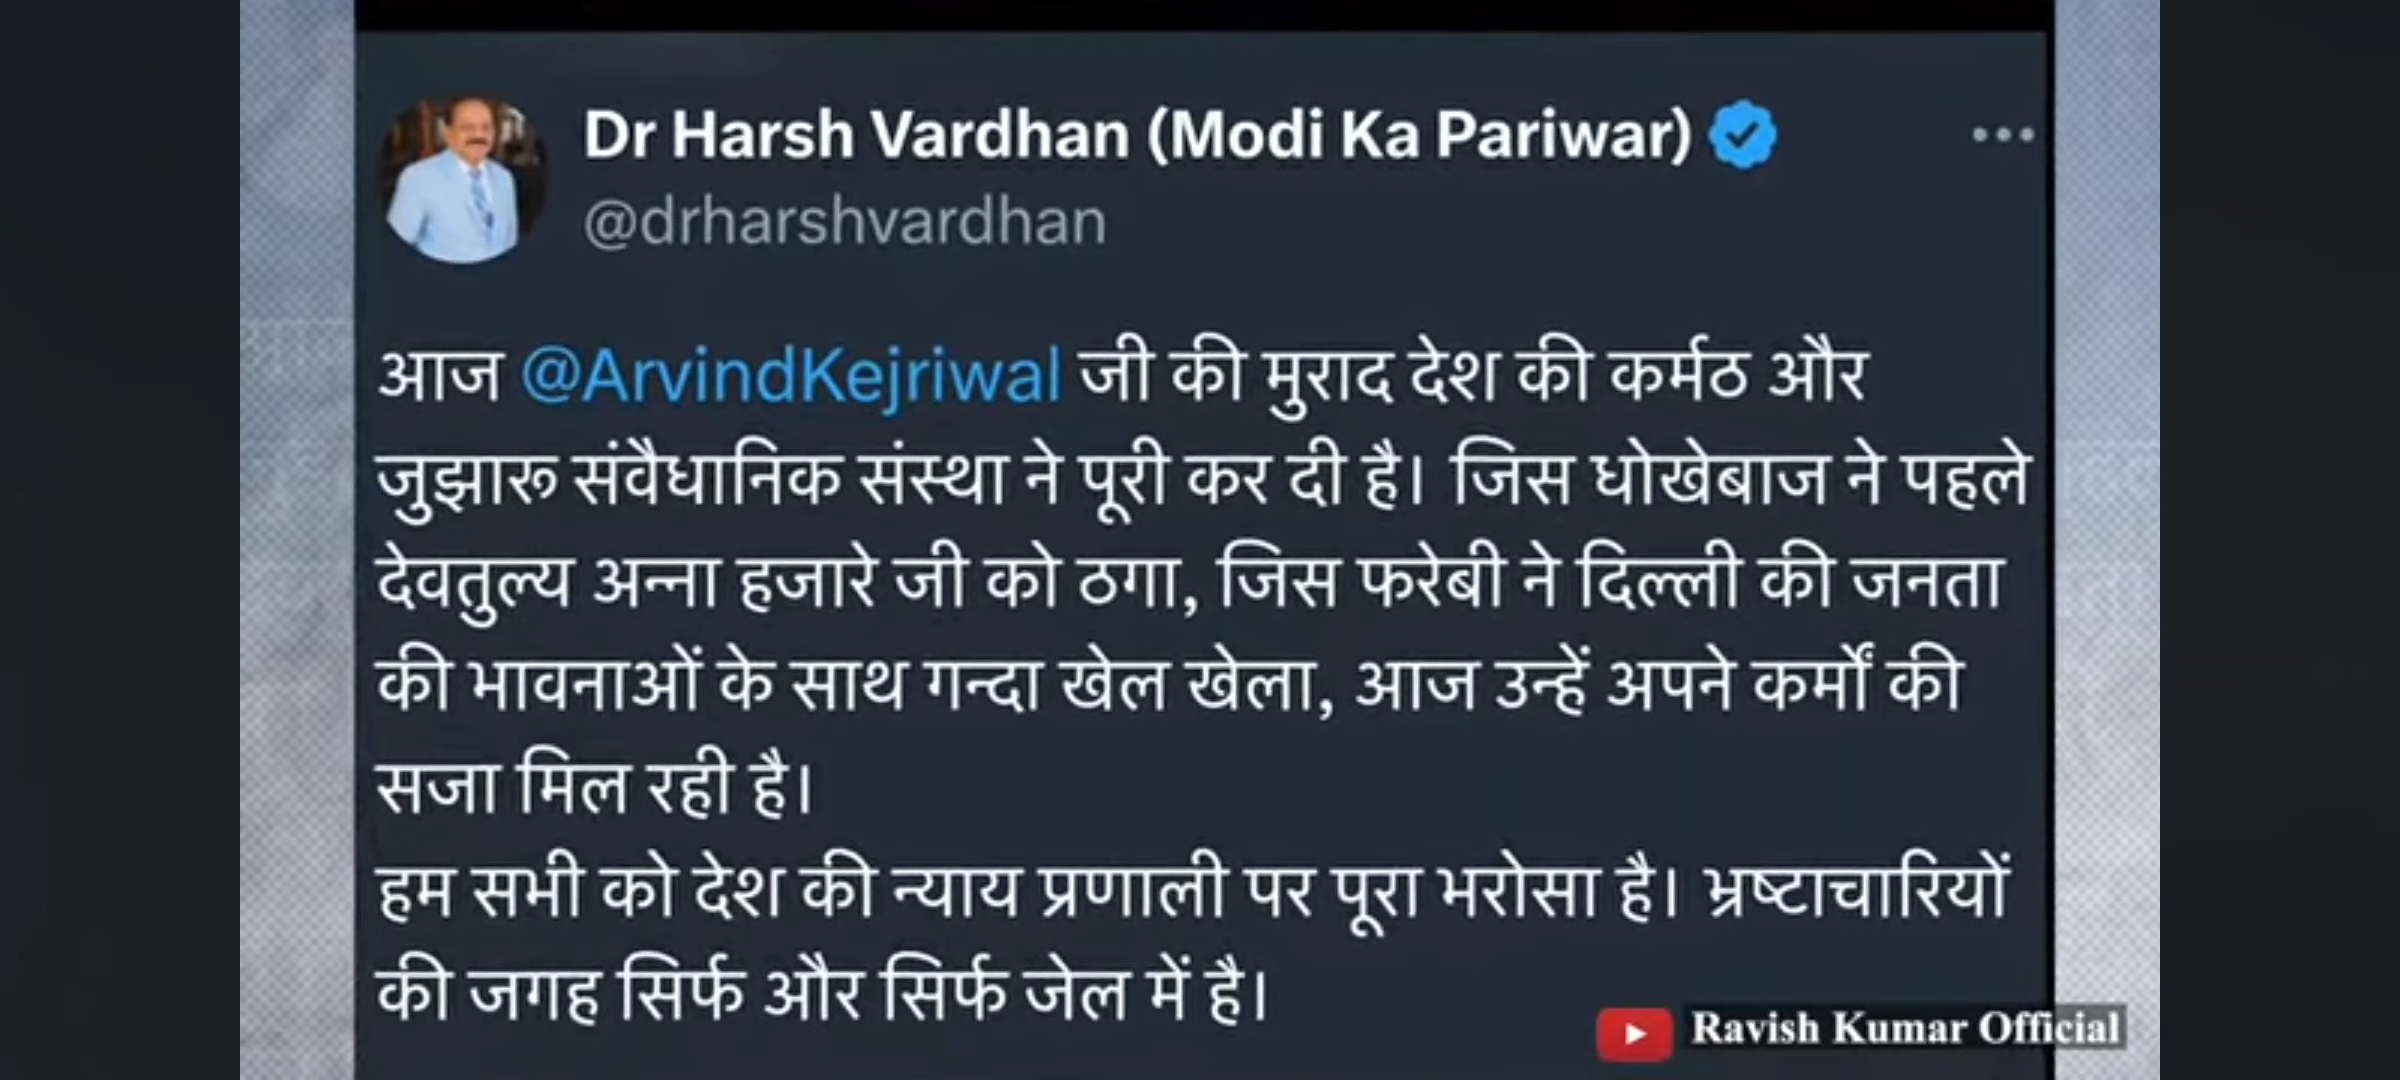 Dr Harsh Vardhan (Modi Ka Pariwar)
@drharshvardhan
आज @ArvindKejriwal जी की मुराद देश की कर्मठ और
जुझारू संवैधानिक संस्था ने पूरी कर दी है। जिस धोखेबाज ने पहले
देवतुल्य अन्ना हजारे जी को ठगा, जिस फरेबी ने दिल्ली की जनता
की भावनाओं के साथ गन्दा खेल खेला, आज उन्हें अपने कर्मों की
सजा मिल रही है।
हम सभी को देश की न्याय प्रणाली पर पूरा भरोसा है। भ्रष्टाचारियों
की जगह सिर्फ और सिर्फ जेल में है।
Ravish Kumar Official